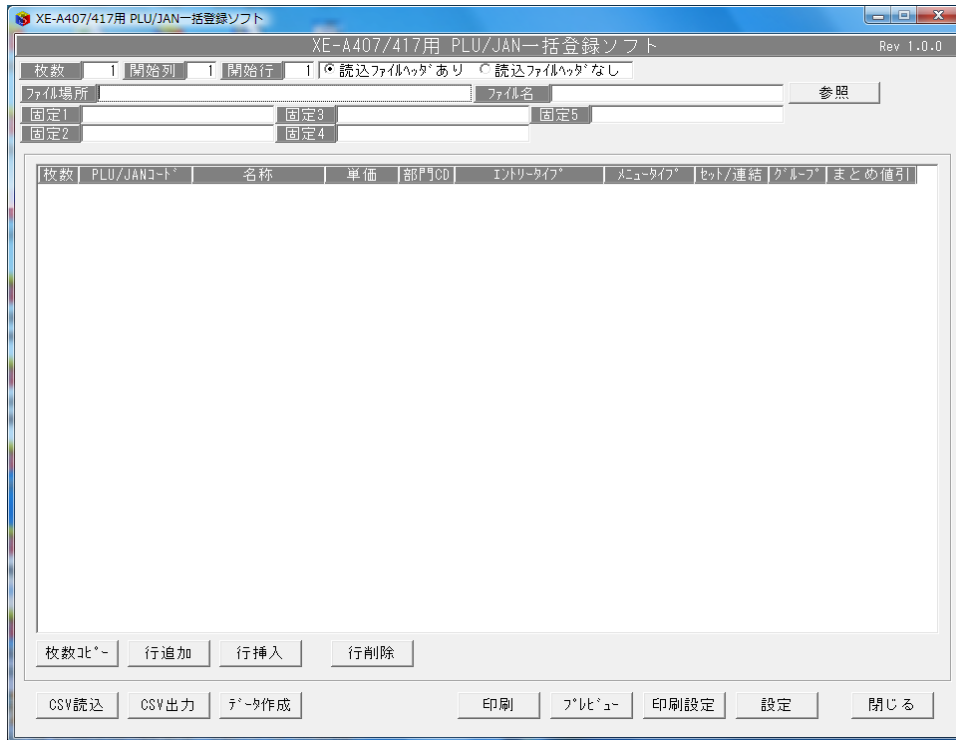 XE-A407/417用 PLU/JAN一括登録ソフト
XE-A407/417用 PLU/JAN一括登録ソフト Rev 1.0.0
枚数 1 開始列 1 開始行 1 読込ﾌｧｲﾙﾍｯﾀﾞあり 読込ﾌｧｲﾙﾍｯﾀﾞなし
ﾌｧｲﾙ場所 ﾌｧｲﾙ名 参照
固定1 固定3 固定5
固定2 固定4
枚数 PLU/JANｺｰﾄﾞ 名称 単価 部門CD ｴﾝﾄﾘｰﾀｲﾌﾟ ﾒﾆｭｰﾀｲﾌﾟ ｾｯﾄ/連結 ｸﾞﾙｰﾌﾟ まとめ値引
枚数ｺﾋﾟｰ 行追加 行挿入 行削除
CSV読込 CSV出力 ﾃﾞｰﾀ作成 印刷 ﾌﾟﾚﾋﾞｭｰ 印刷設定 設定 閉じる